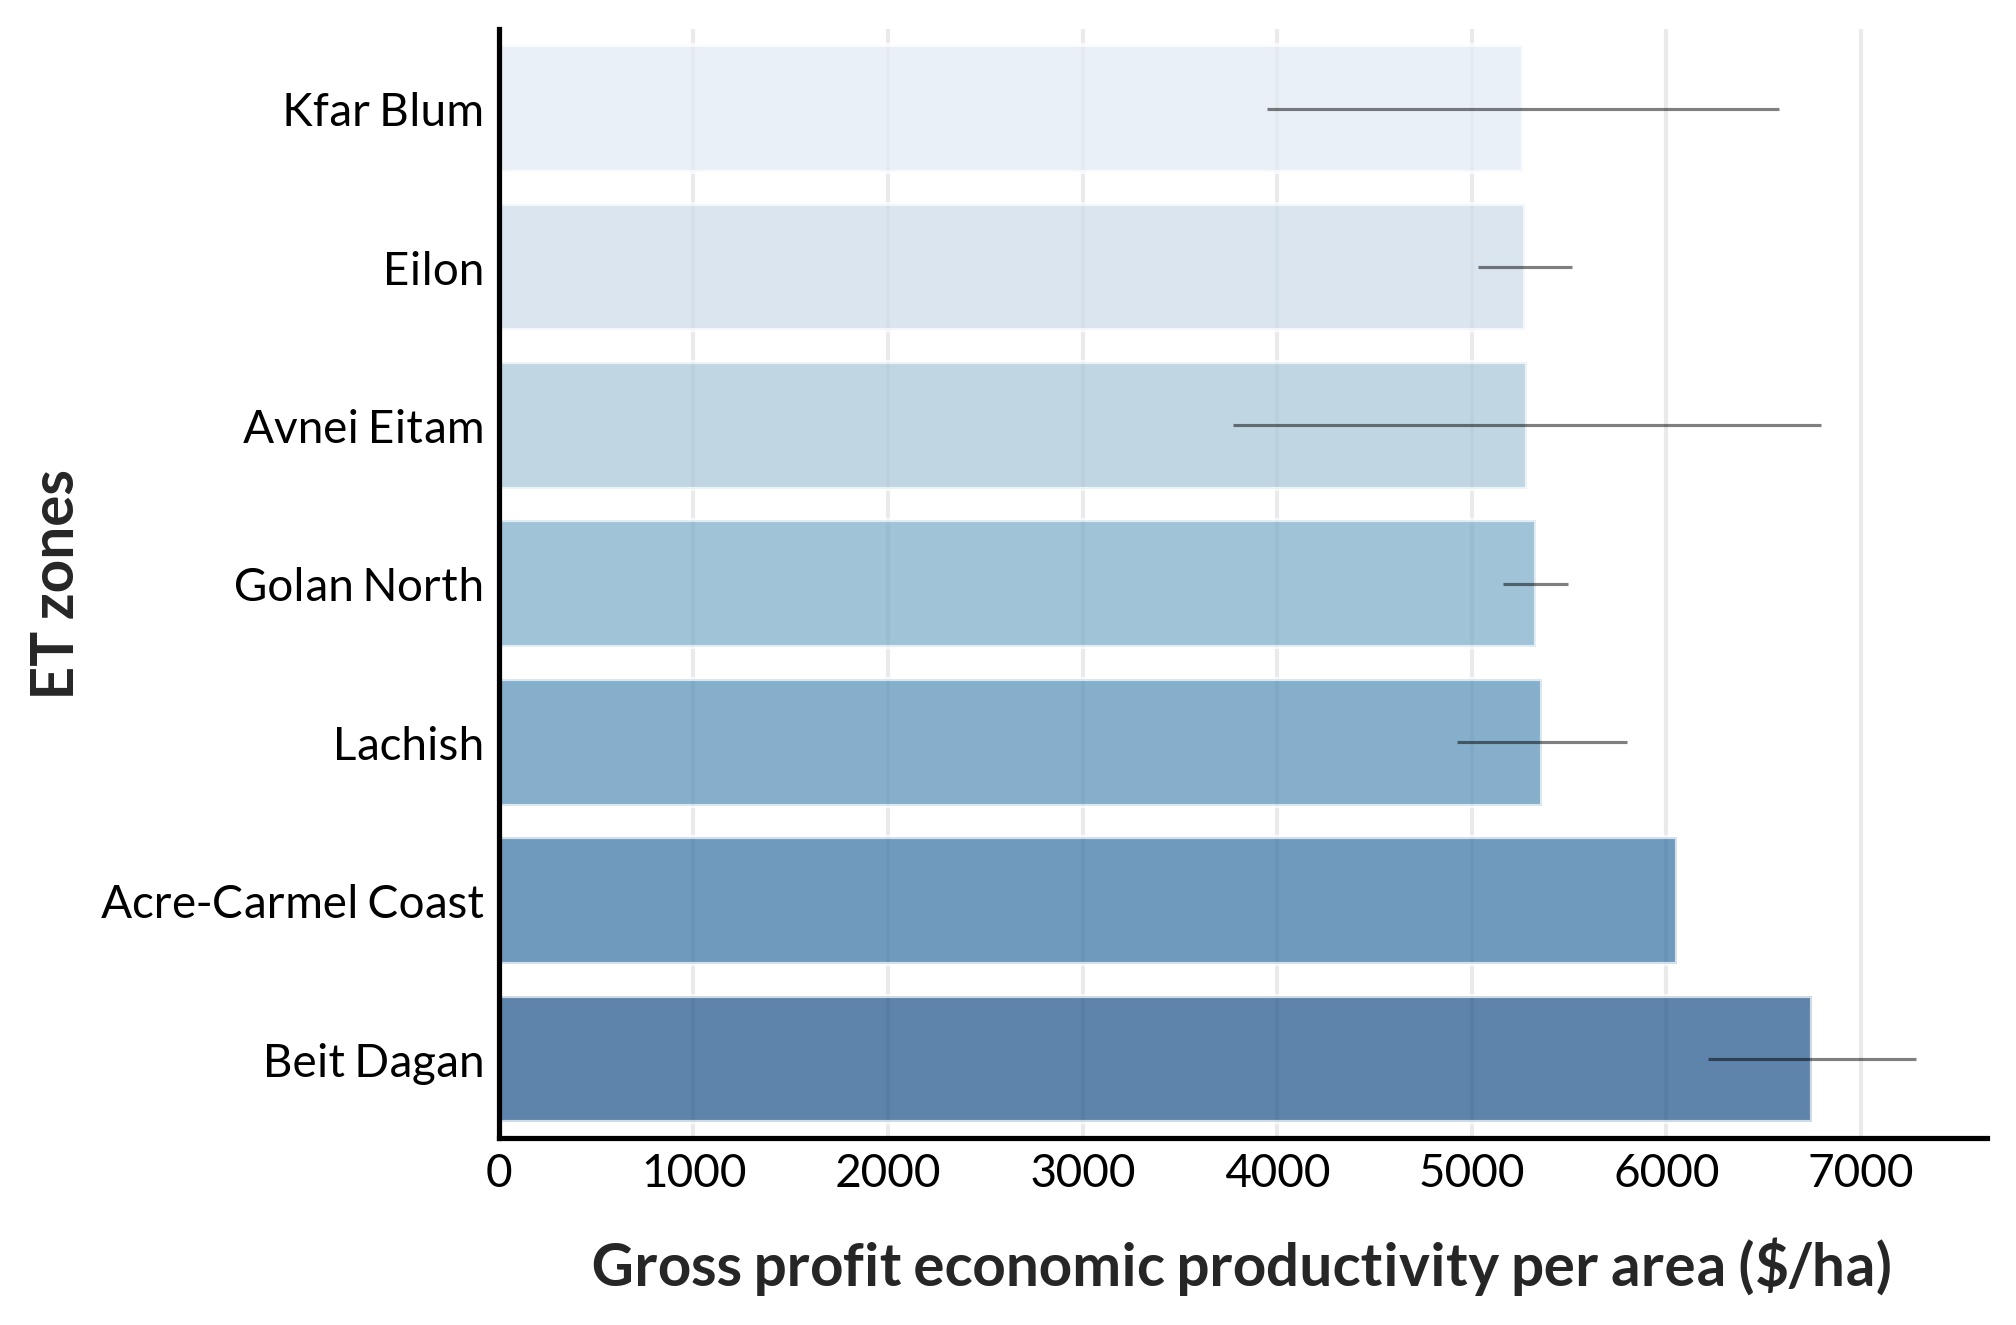 Kfar Blum
Eilon
Avnei Eitam
Golan North
Lachish
Acre-Carmel Coast
Beit Dagan
ET zones
0 1000 2000 3000 4000 5000 6000 7000
Gross profit economic productivity per area ($/ha)